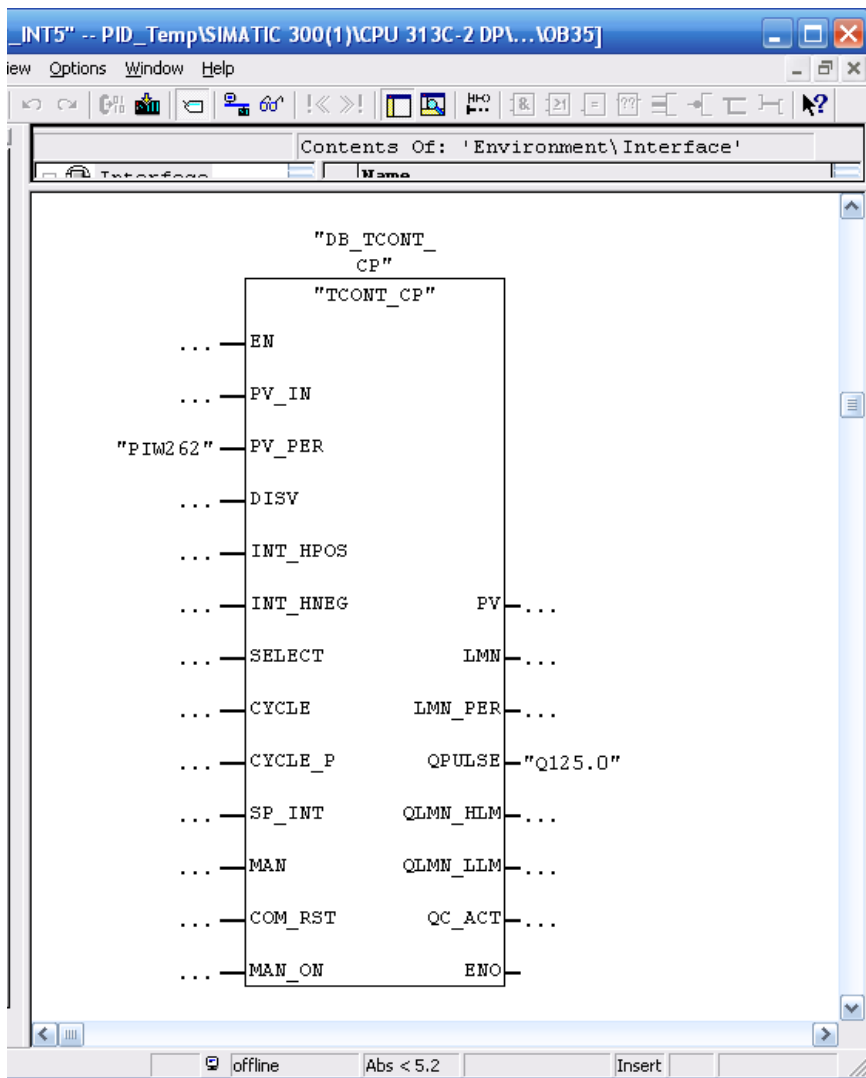 _INT5" -- PID_Temp\SIMATIC 300(1)\CPU 313C-2 DP\...\OB35]
iew Options Window Help
Contents Of: 'Environment\Interface'
Interface Name
"DB_TCONT_
CP"
"TCONT_CP"
... EN
... PV_IN
"PIW262" PV_PER
... DISV
... INT_HPOS
... INT_HNEG PV ...
... SELECT LMN ...
... CYCLE LMN_PER ...
... CYCLE_P QPULSE "Q125.0"
... SP_INT QLMN_HLM ...
... MAN QLMN_LLM ...
... COM_RST QC_ACT ...
... MAN_ON ENO
offline Abs < 5.2 Insert